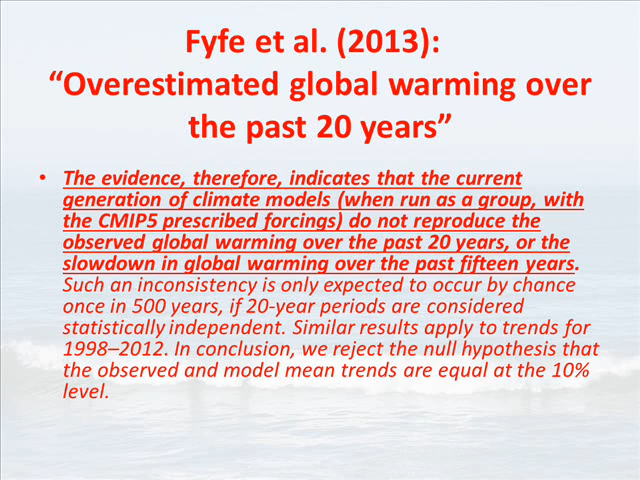 Fyfe et al. (2013):
“Overestimated global warming over
the past 20 years”
• The evidence, therefore, indicates that the current
generation of climate models (when run as a group, with
the CMIP5 prescribed forcings) do not reproduce the
observed global warming over the past 20 years, or the
slowdown in global warming over the past fifteen years.
Such an inconsistency is only expected to occur by chance
once in 500 years, if 20-year periods are considered
statistically independent. Similar results apply to trends for
1998–2012. In conclusion, we reject the null hypothesis that
the observed and model mean trends are equal at the 10%
level.